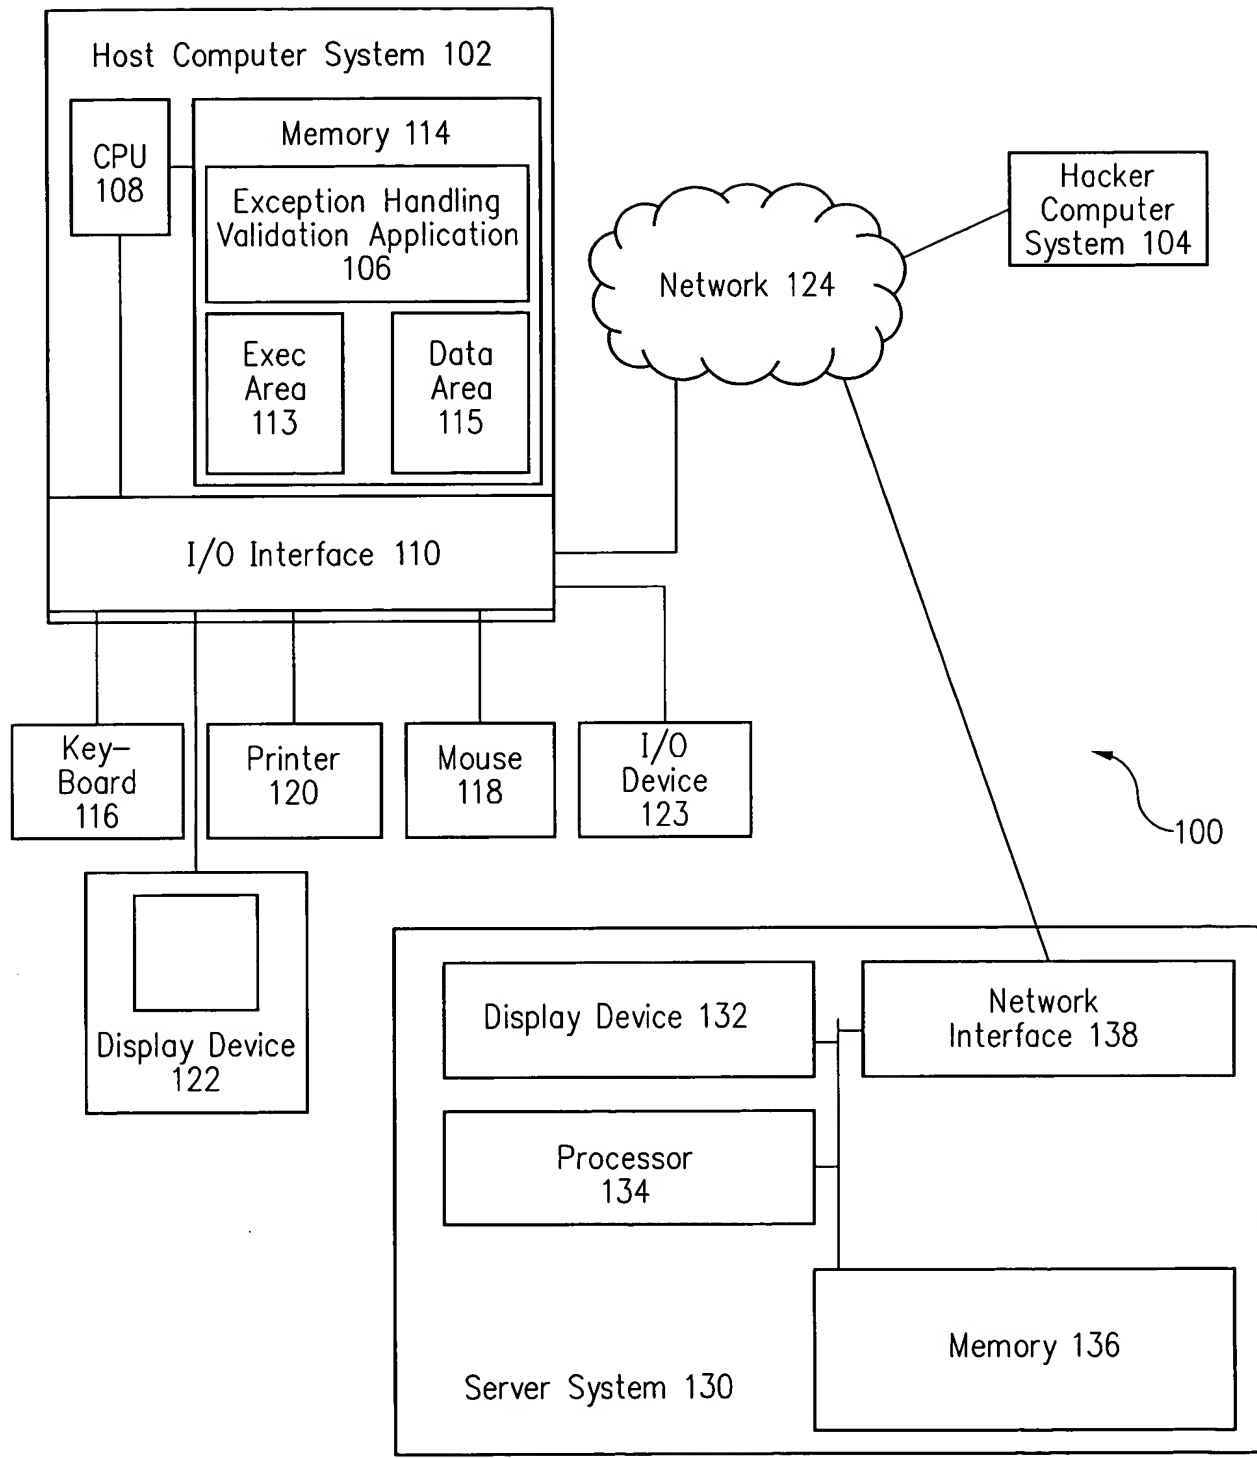 Host Computer System 102
CPU
108
Memory 114
Exception Handling
Validation Application
106
Exec
Area
113
Data
Area
115
I/O Interface 110
Network 124
Hacker
Computer
System 104
Key-
Board
116
Printer
120
Mouse
118
I/O
Device
123
Display Device
122
100
Display Device 132
Network
Interface 138
Processor
134
Memory 136
Server System 130